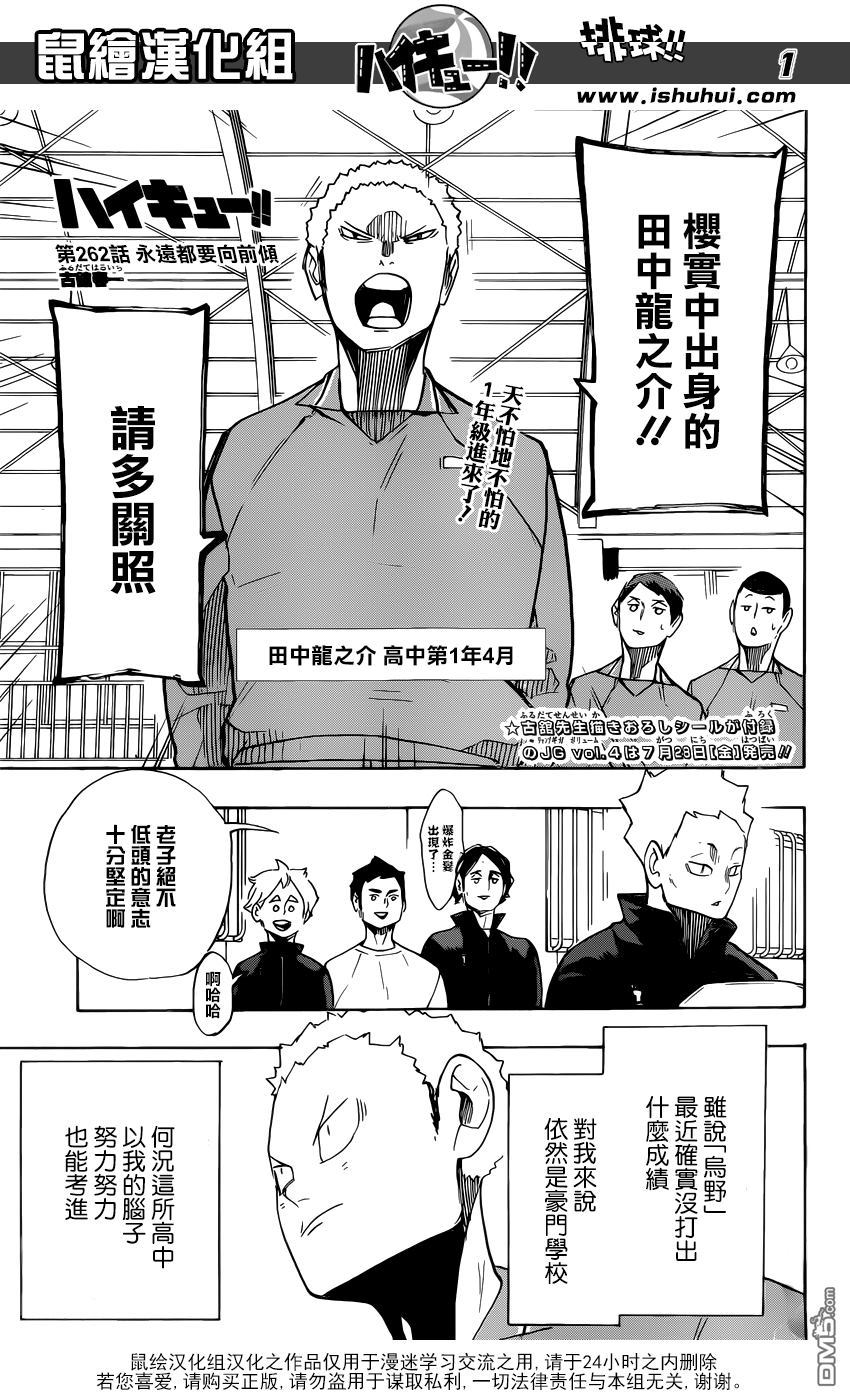 鼠繪漢化組
ハイキュー!!
排球!!
1
www.ishuhui.com
ハイキュー!!
第262話 永遠都要向前傾
ふるだてはるいち
古舘春一
櫻實中出身的
田中龍之介!!
天不怕地不怕的
1年級進來了!
請多關照
田中龍之介 高中第1年4月
☆古舘先生描きおろしシールが付録
のJG vol.4は7月28日[金]発売!!
爆炸金髮
出現了…
老子絕不
低頭的意志
十分堅定啊
啊哈哈
雖說「烏野」
最近確實沒打出
什麼成績
對我來說
依然是豪門學校
何況這所高中
以我的腦子
努力努力
也能考進
DM5.com
鼠绘汉化组汉化之作品仅用于漫迷学习交流之用, 请于24小时之内删除
若您喜爱, 请购买正版, 请勿用于谋取私利, 一切法律责任与本组无关, 谢谢.